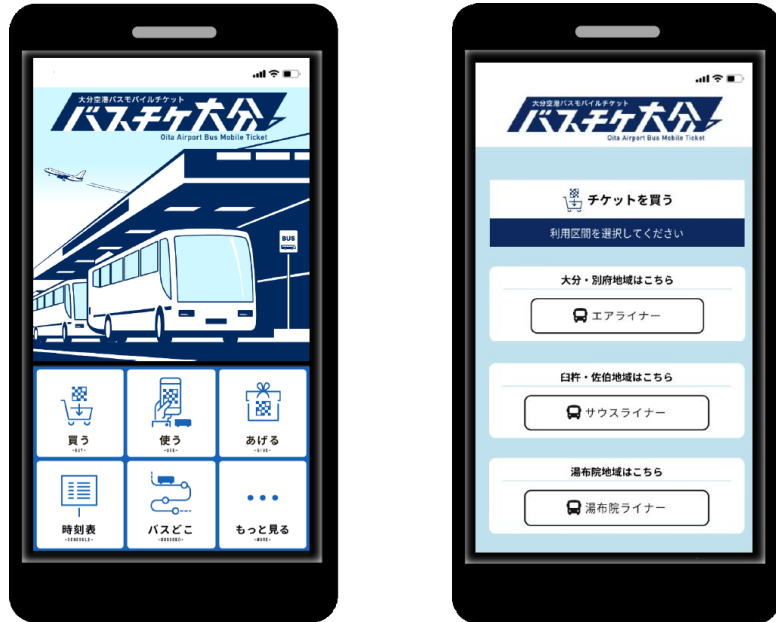 大分空港バスモバイルチケット
バスチケ大分
Oita Airport Bus Mobile Ticket
BUS
買う
-BUY-
使う
-USE-
あげる
-GIVE-
時刻表
-SCHEDULE-
バスどこ
-BUSDOKO-
もっと見る
-MORE-
大分空港バスモバイルチケット
バスチケ大分
Oita Airport Bus Mobile Ticket
チケットを買う
利用区間を選択してください
大分・別府地域はこちら
エアライナー
臼杵・佐伯地域はこちら
サウスライナー
湯布院地域はこちら
湯布院ライナー